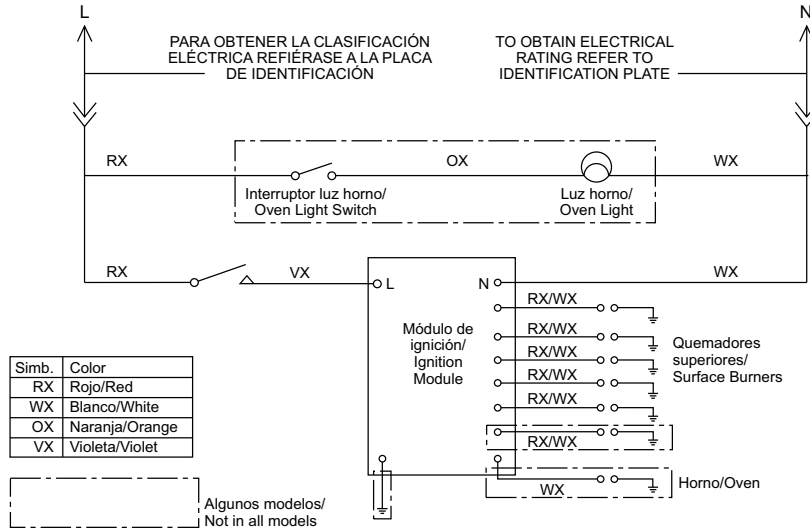 L
N
PARA OBTENER LA CLASIFICACIÓN
ELÉCTRICA REFIÉRASE A LA PLACA
DE IDENTIFICACIÓN
TO OBTAIN ELECTRICAL
RATING REFER TO
IDENTIFICATION PLATE
RX
OX
WX
Interruptor luz horno/
Oven Light Switch
Luz horno/
Oven Light
RX
VX
WX
L
N
Módulo de
ignición/
Ignition
Module
RX/WX
RX/WX
RX/WX
RX/WX
RX/WX
RX/WX
WX
Quemadores
superiores/
Surface Burners
Horno/Oven
Simb. Color
RX Rojo/Red
WX Blanco/White
OX Naranja/Orange
VX Violeta/Violet
Algunos modelos/
Not in all models